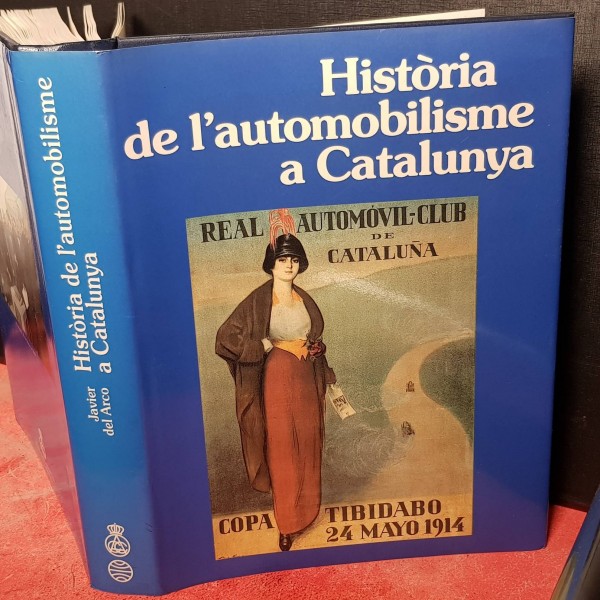 Història
de l'automobilisme
a Catalunya
REAL AUTOMÓVIL-CLUB
DE
CATALUÑA
COPA TIBIDABO
24 MAYO 1914
Història de l'automobilisme
a Catalunya
Javier
del Arco